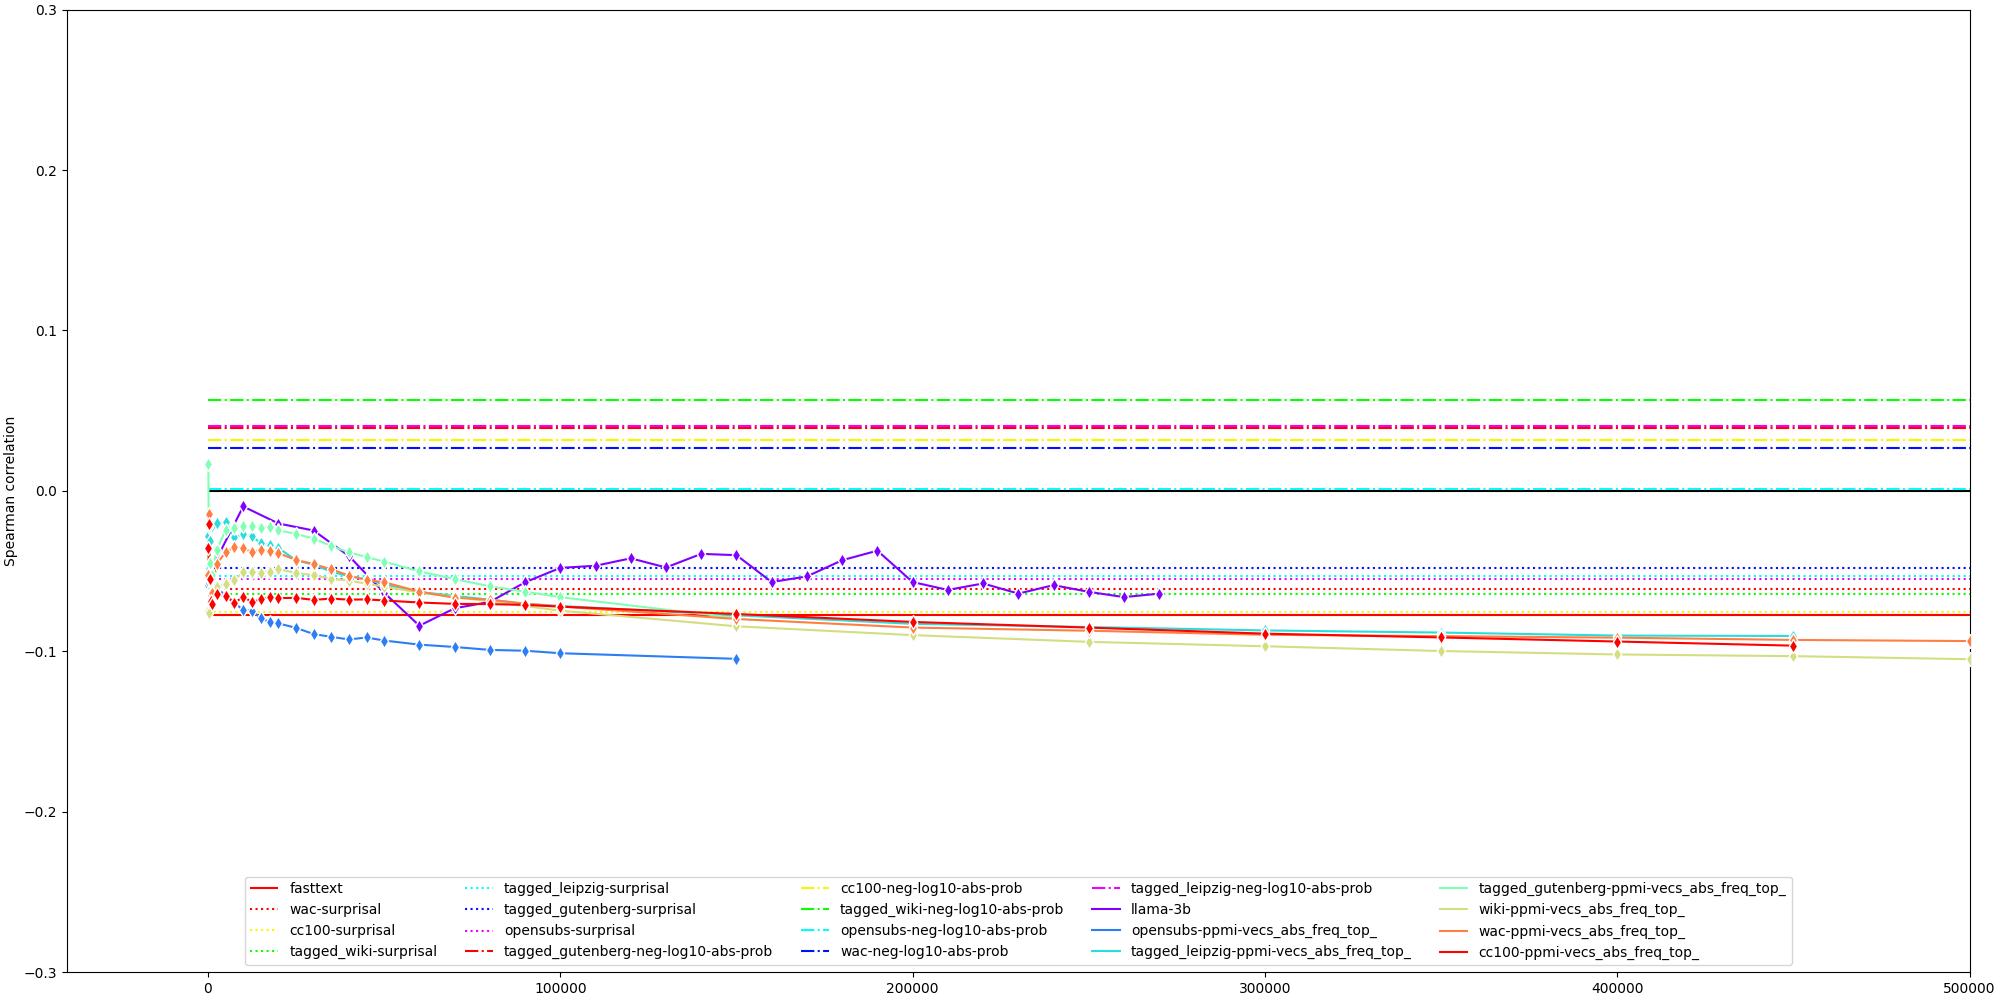 0.3
0.2
0.1
0.0
−0.1
−0.2
−0.3
Spearman correlation
0
100000
200000
300000
400000
500000
fasttext
wac-surprisal
cc100-surprisal
tagged_wiki-surprisal
tagged_leipzig-surprisal
tagged_gutenberg-surprisal
opensubs-surprisal
tagged_gutenberg-neg-log10-abs-prob
cc100-neg-log10-abs-prob
tagged_wiki-neg-log10-abs-prob
opensubs-neg-log10-abs-prob
wac-neg-log10-abs-prob
tagged_leipzig-neg-log10-abs-prob
llama-3b
opensubs-ppmi-vecs_abs_freq_top_
tagged_leipzig-ppmi-vecs_abs_freq_top_
tagged_gutenberg-ppmi-vecs_abs_freq_top_
wiki-ppmi-vecs_abs_freq_top_
wac-ppmi-vecs_abs_freq_top_
cc100-ppmi-vecs_abs_freq_top_